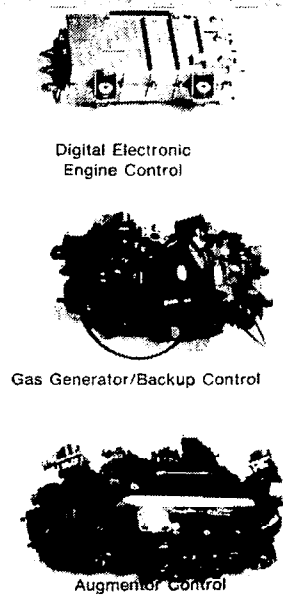 Digital Electronic
Engine Control
Gas Generator/Backup Control
Augmentor Control